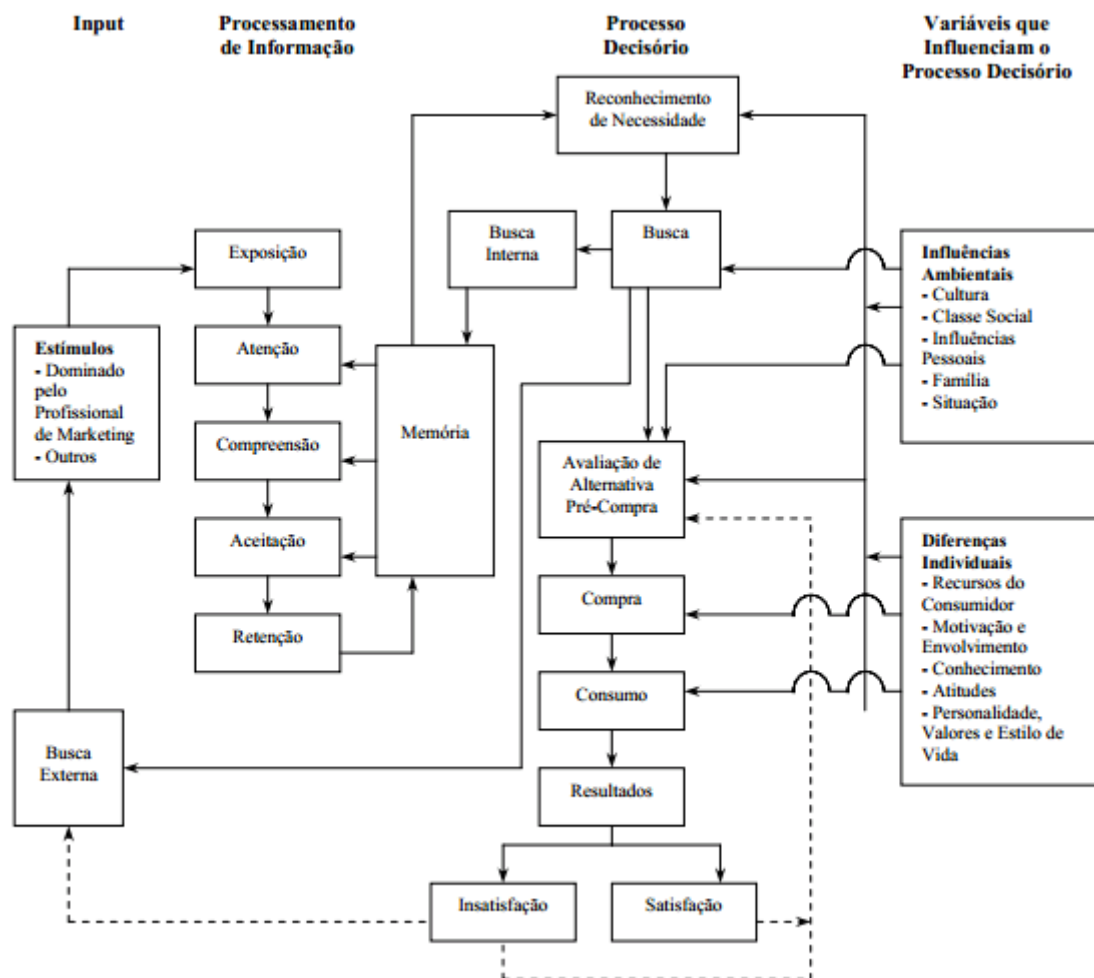 Input
Processamento
de Informação
Processo
Decisório
Variáveis que
Influenciam o
Processo Decisório
Reconhecimento
de Necessidade
Busca
Interna
Busca
Exposição
Atenção
Compreensão
Aceitação
Retenção
Memória
Estímulos
- Dominado
pelo
Profissional
de Marketing
- Outros
Busca
Externa
Avaliação de
Alternativa
Pré-Compra
Compra
Consumo
Resultados
Insatisfação
Satisfação
Influências
Ambientais
- Cultura
- Classe Social
- Influências
Pessoais
- Família
- Situação
Diferenças
Individuais
- Recursos do
Consumidor
- Motivação e
Envolvimento
- Conhecimento
- Atitudes
- Personalidade,
Valores e Estilo de
Vida